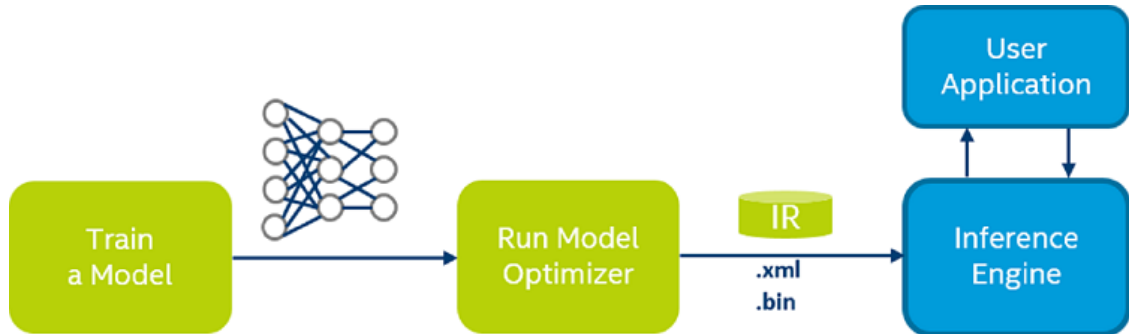 User
Application
Train
a Model
Run Model
Optimizer
IR
.xml
.bin
Inference
Engine